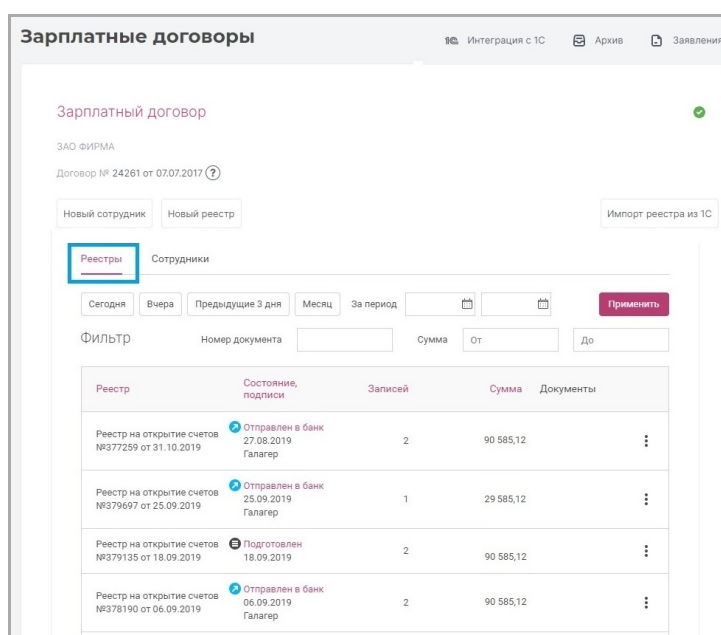 Зарплатные договоры
1С Интеграция с 1С Архив Заявления
Зарплатный договор
ЗАО ФИРМА
Договор № 24261 от 07.07.2017 ?
Новый сотрудник Новый реестр Импорт реестра из 1С
Реестры Сотрудники
Сегодня Вчера Предыдущие 3 дня Месяц За период Применить
Фильтр Номер документа Сумма От До
Реестр Состояние, Записей Сумма Документы
подписи
Реестр на открытие счетов Отправлен в банк
№377259 от 31.10.2019 27.08.2019 2 90 585,12
Галагер
Реестр на открытие счетов Отправлен в банк
№379697 от 25.09.2019 25.09.2019 1 29 585,12
Галагер
Реестр на открытие счетов Подготовлен
№379135 от 18.09.2019 18.09.2019 2 90 585,12
Реестр на открытие счетов Отправлен в банк
№378190 от 06.09.2019 06.09.2019 2 90 585,12
Галагер